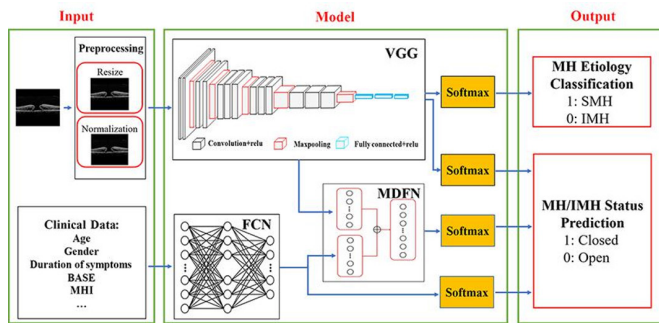 Input
Model
Output
Preprocessing
Resize
Normalization
Clinical Data:
Age
Gender
Duration of symptoms
BASE
MHI
...
VGG
Convolution+relu
Maxpooling
Fully connected+relu
FCN
MDFN
Softmax
Softmax
Softmax
Softmax
MH Etiology
Classification
1: SMH
0: IMH
MH/IMH Status
Prediction
1: Closed
0: Open